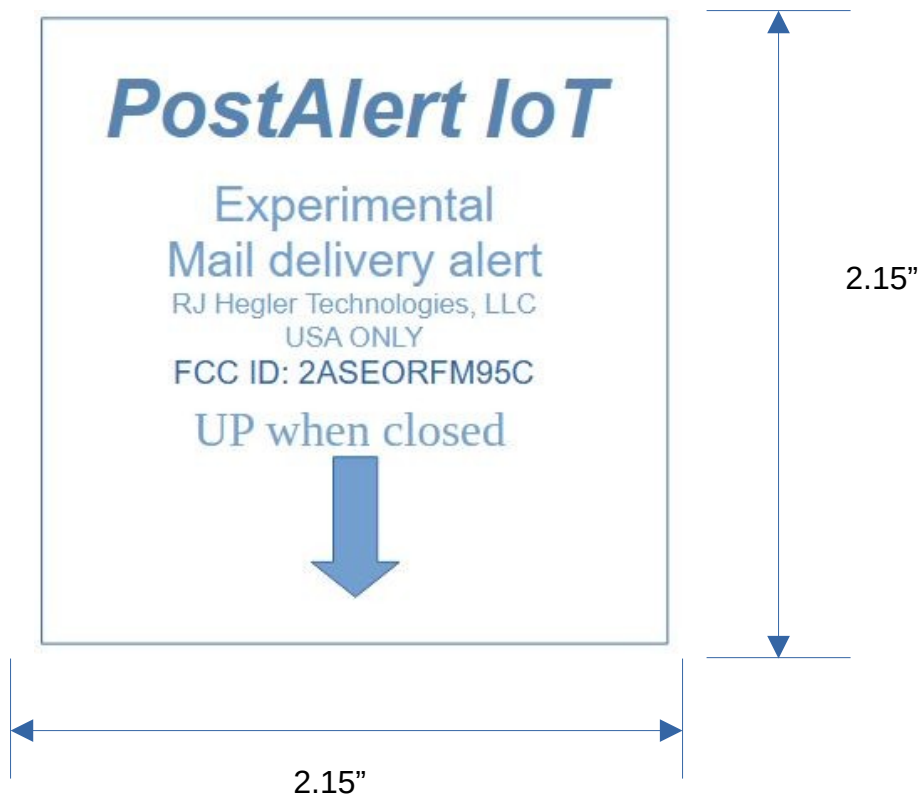 PostAlert IoT
Experimental
Mail delivery alert
RJ Hegler Technologies, LLC
USA ONLY
FCC ID: 2ASEORFM95C
UP when closed
2.15”
2.15”